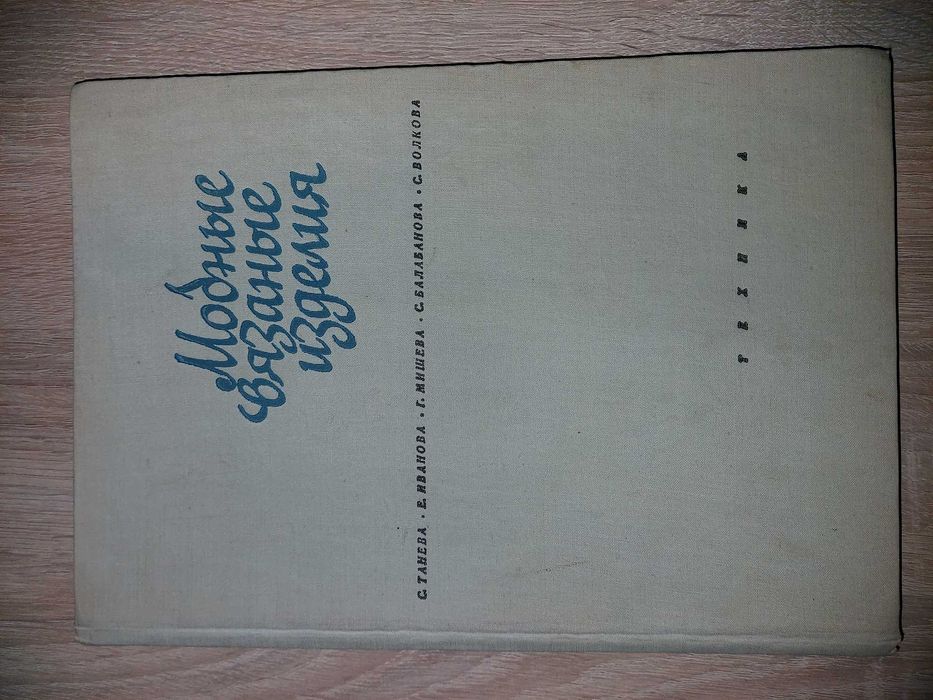 Модные
вязаные
изделия
С. ТАНЕВА • Е. ИВАНОВА • Г. МИШЕВА • С. БАЛАБАНОВА • С. ВОЛКОВА
ТЕХНИКА